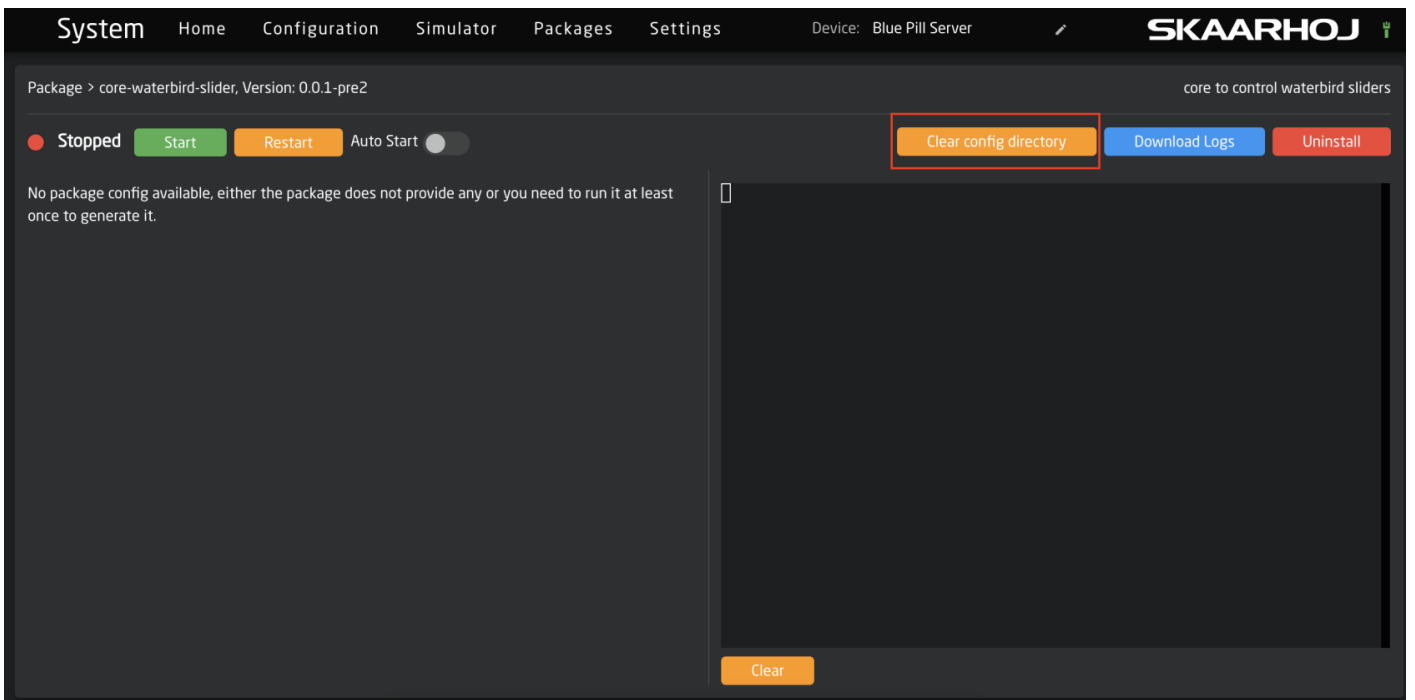 System Home Configuration Simulator Packages Settings Device: Blue Pill Server SKAARHOJ
Package > core-waterbird-slider, Version: 0.0.1-pre2 core to control waterbird sliders
Stopped Start Restart Auto Start Clear config directory Download Logs Uninstall
No package config available, either the package does not provide any or you need to run it at least
once to generate it.
Clear